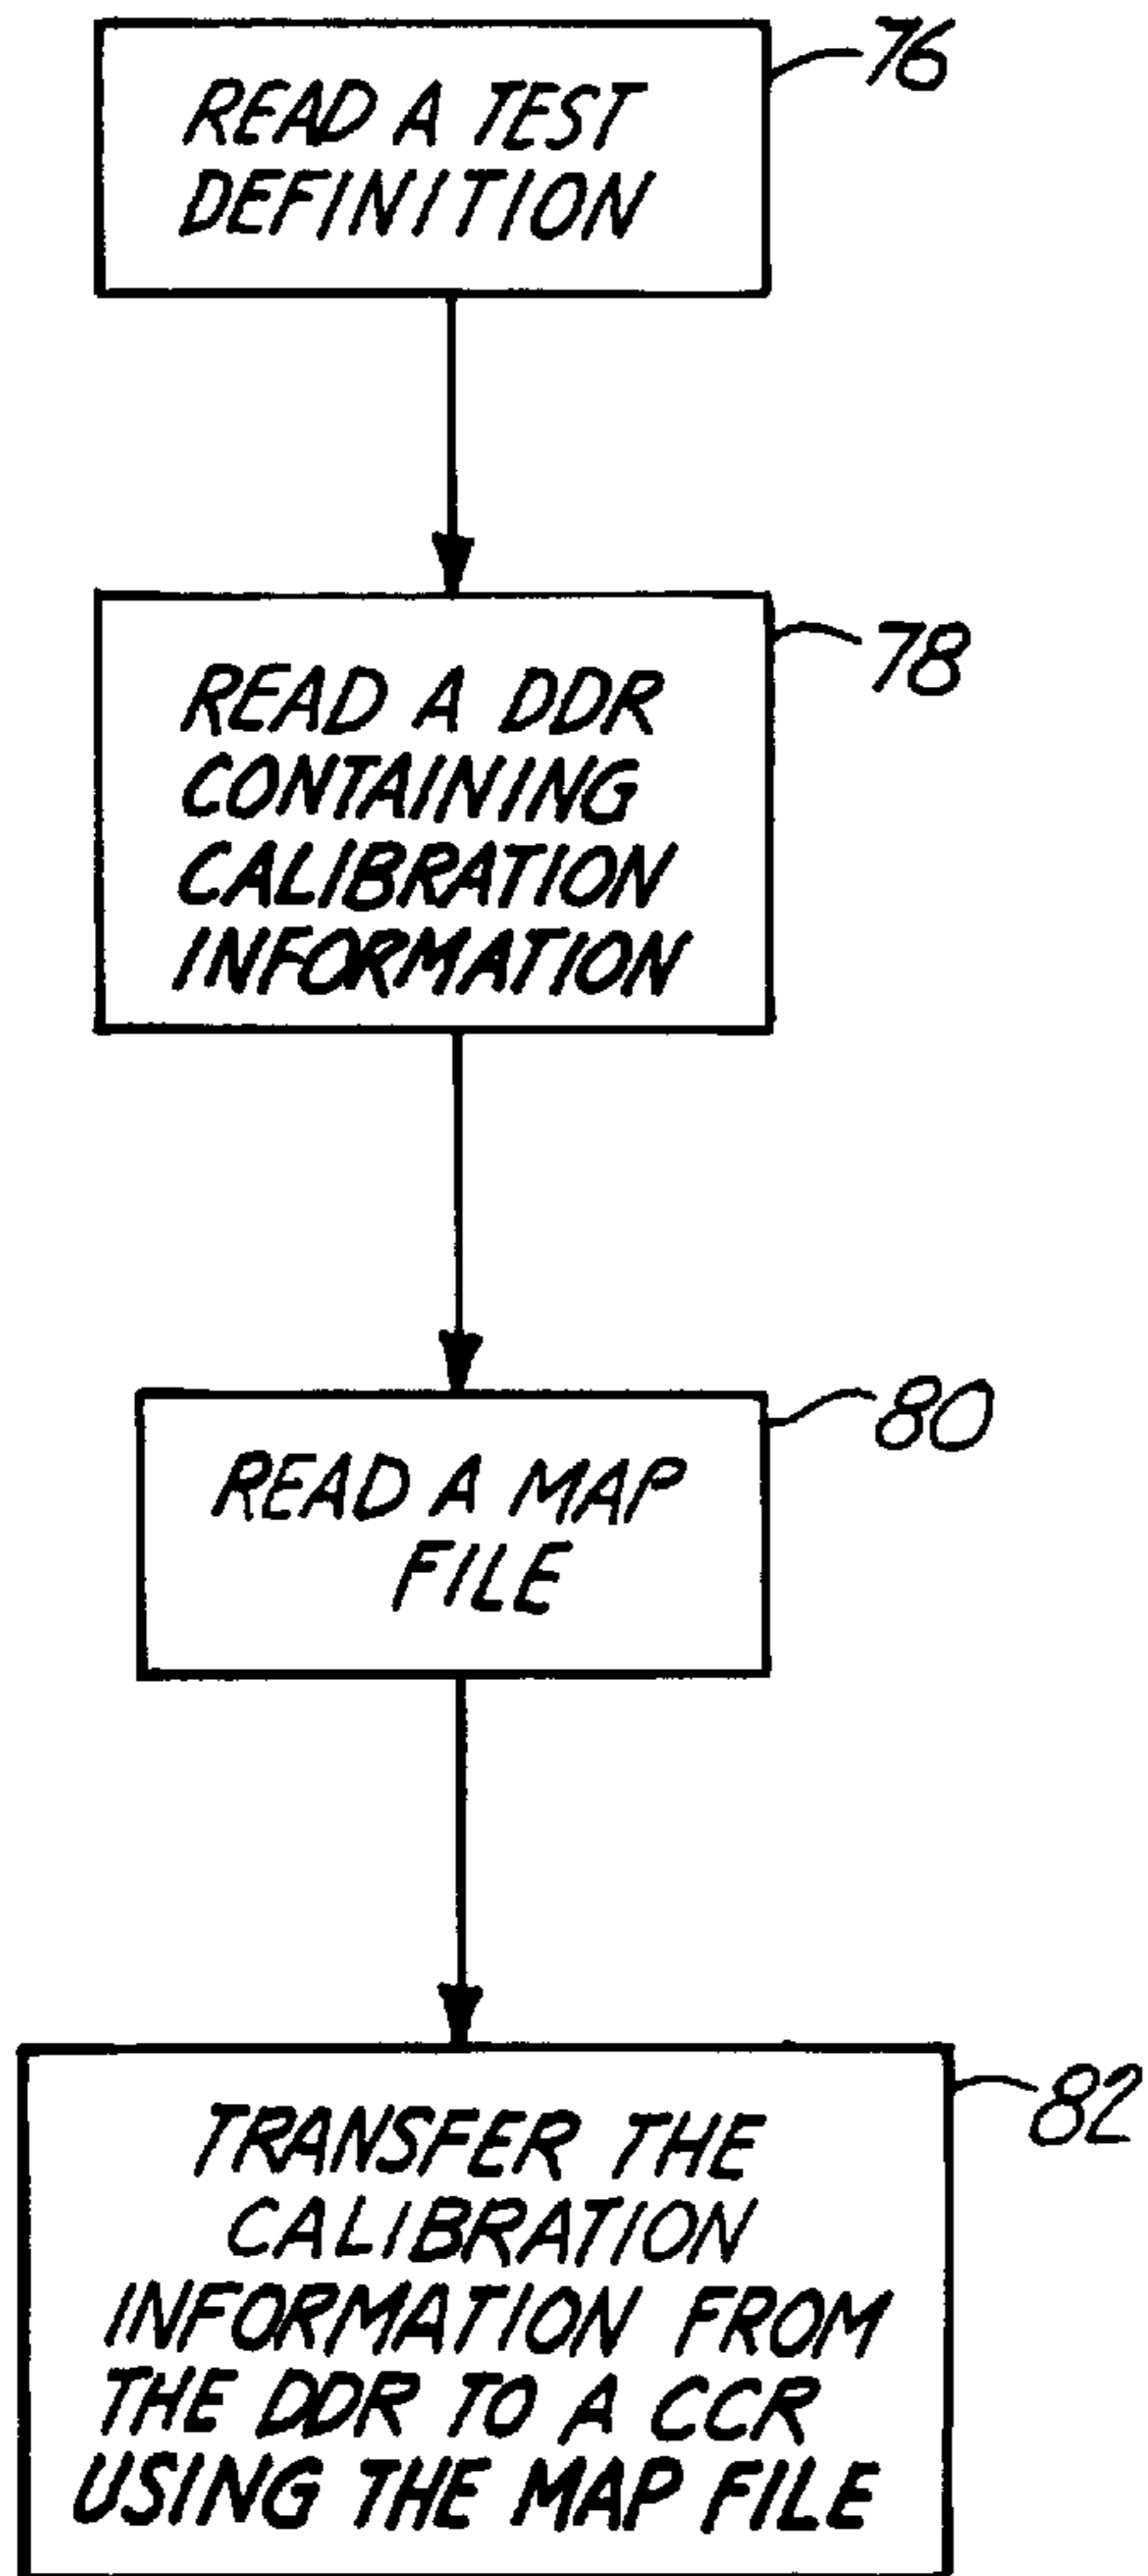 76
READ A TEST
DEFINITION
78
READ A DDR
CONTAINING
CALIBRATION
INFORMATION
80
READ A MAP
FILE
82
TRANSFER THE
CALIBRATION
INFORMATION FROM
THE DDR TO A CCR
USING THE MAP FILE